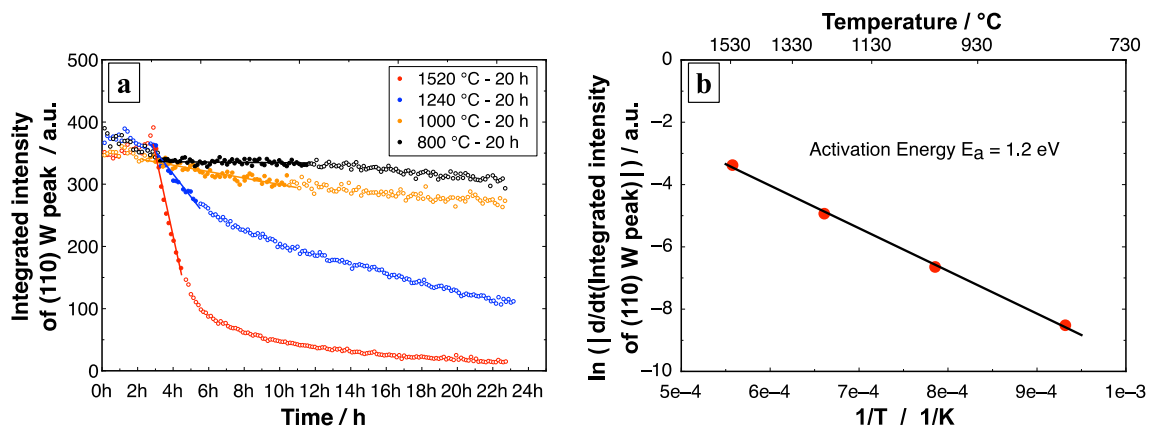 a
500
400
300
200
100
0
Integrated intensity
of (110) W peak / a.u.
1520 °C - 20 h
1240 °C - 20 h
1000 °C - 20 h
800 °C - 20 h
0h 2h 4h 6h 8h 10h 12h 14h 16h 18h 20h 22h 24h
Time / h
Temperature / °C
1530 1330 1130 930 730
b
0
−2
−4
−6
−8
−10
ln (|d/dt(Integrated intensity
of (110) W peak)|) / a.u.
Activation Energy Ea = 1.2 eV
5e−4 6e−4 7e−4 8e−4 9e−4 1e−3
1/T / 1/K